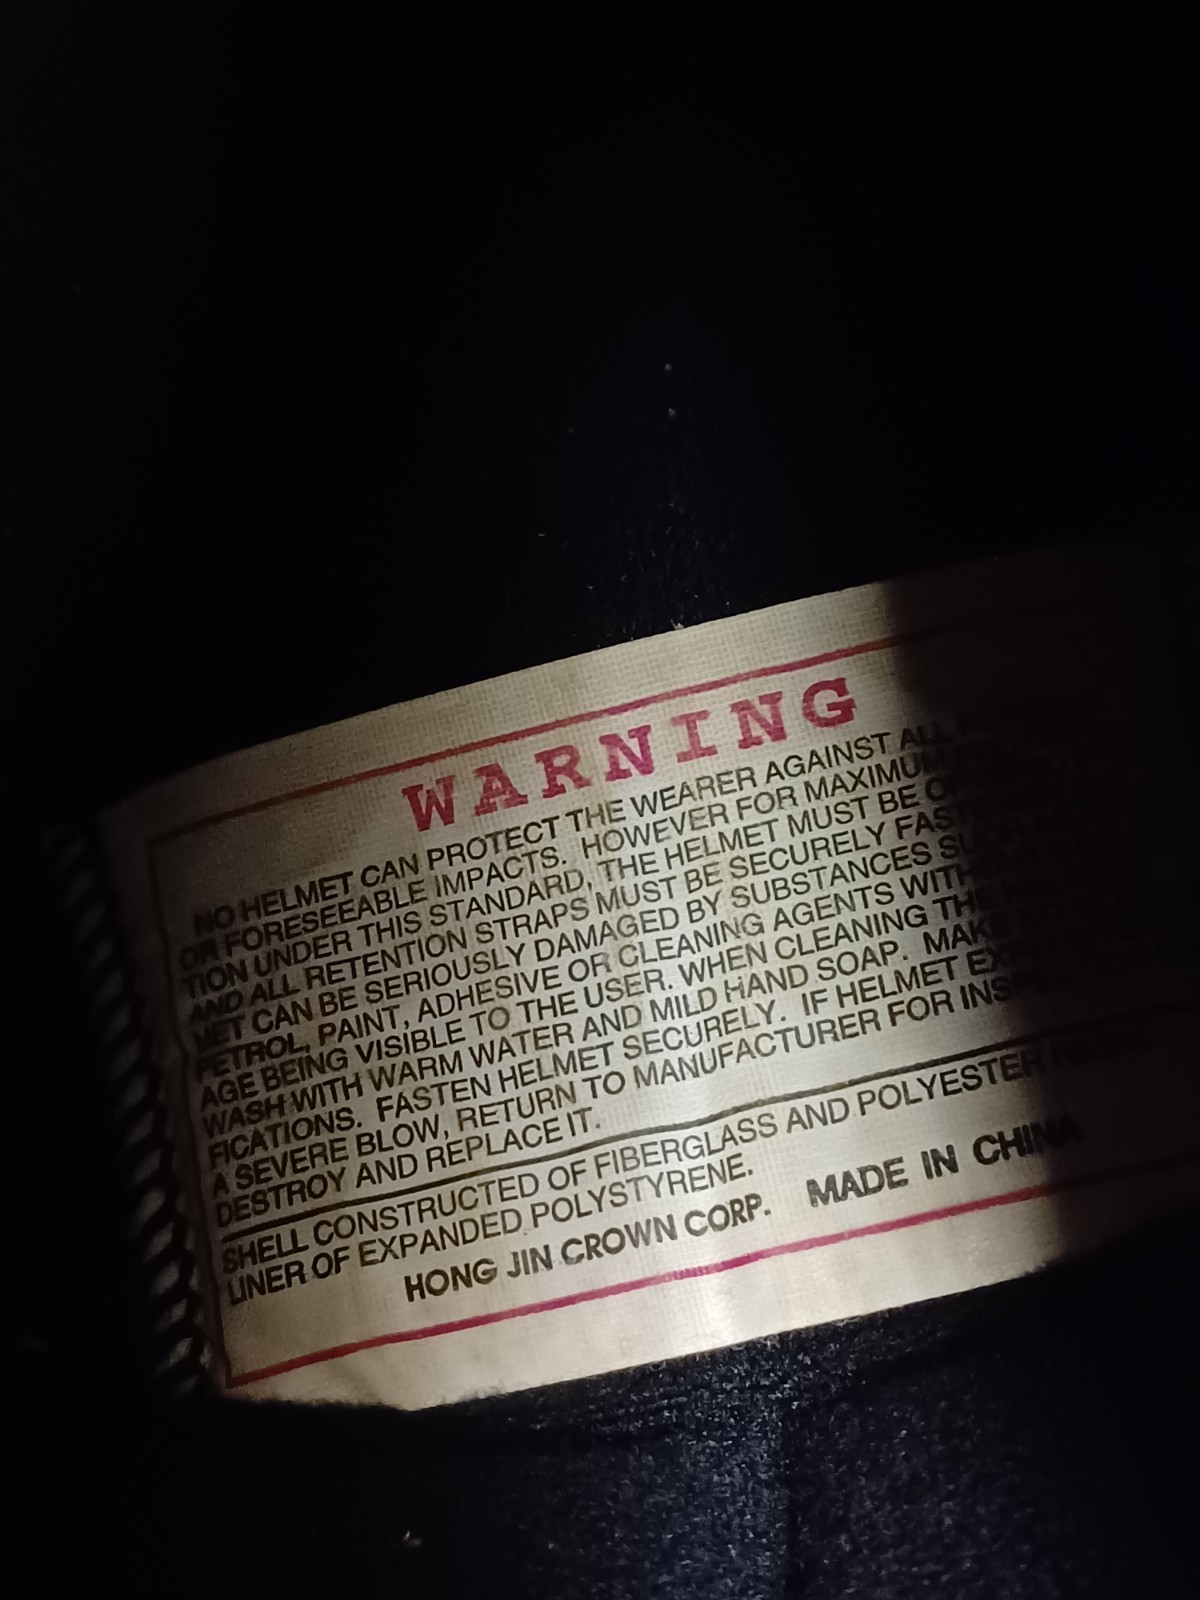 WARNING
NO HELMET CAN PROTECT THE WEARER AGAINST ALL
OR FORESEEABLE IMPACTS. HOWEVER FOR MAXIMUM
TION UNDER THIS STANDARD, THE HELMET MUST BE
AND ALL RETENTION STRAPS MUST BE SECURELY
MET CAN BE SERIOUSLY DAMAGED BY SUBSTANCES
PETROL, PAINT, ADHESIVE OR CLEANING AGENTS
AGE BEING VISIBLE TO THE USER. WHEN CLEANING THE
WASH WITH WARM WATER AND MILD HAND SOAP. MAKE
FICATIONS. FASTEN HELMET SECURELY. IF HELMET
A SEVERE BLOW, RETURN TO MANUFACTURER FOR
DESTROY AND REPLACE IT.
SHELL CONSTRUCTED OF FIBERGLASS AND POLYESTER
LINER OF EXPANDED POLYSTYRENE.
HONG JIN CROWN CORP. MADE IN CHINA